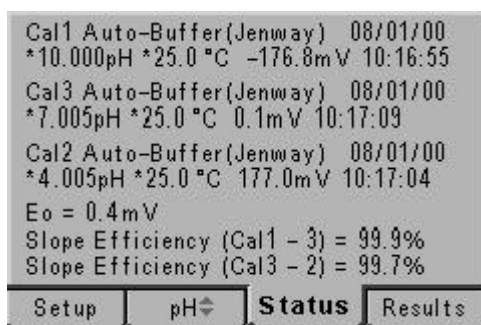 Cal1 Auto-Buffer(Jenway) 08/01/00
*10.000pH *25.0 °C -176.8mV 10:16:55
Cal3 Auto-Buffer(Jenway) 08/01/00
*7.005pH *25.0 °C 0.1mV 10:17:09
Cal2 Auto-Buffer(Jenway) 08/01/00
*4.005pH *25.0 °C 177.0mV 10:17:04
Eo = 0.4mV
Slope Efficiency (Cal1 - 3) = 99.9%
Slope Efficiency (Cal3 - 2) = 99.7%
Setup pH Status Results